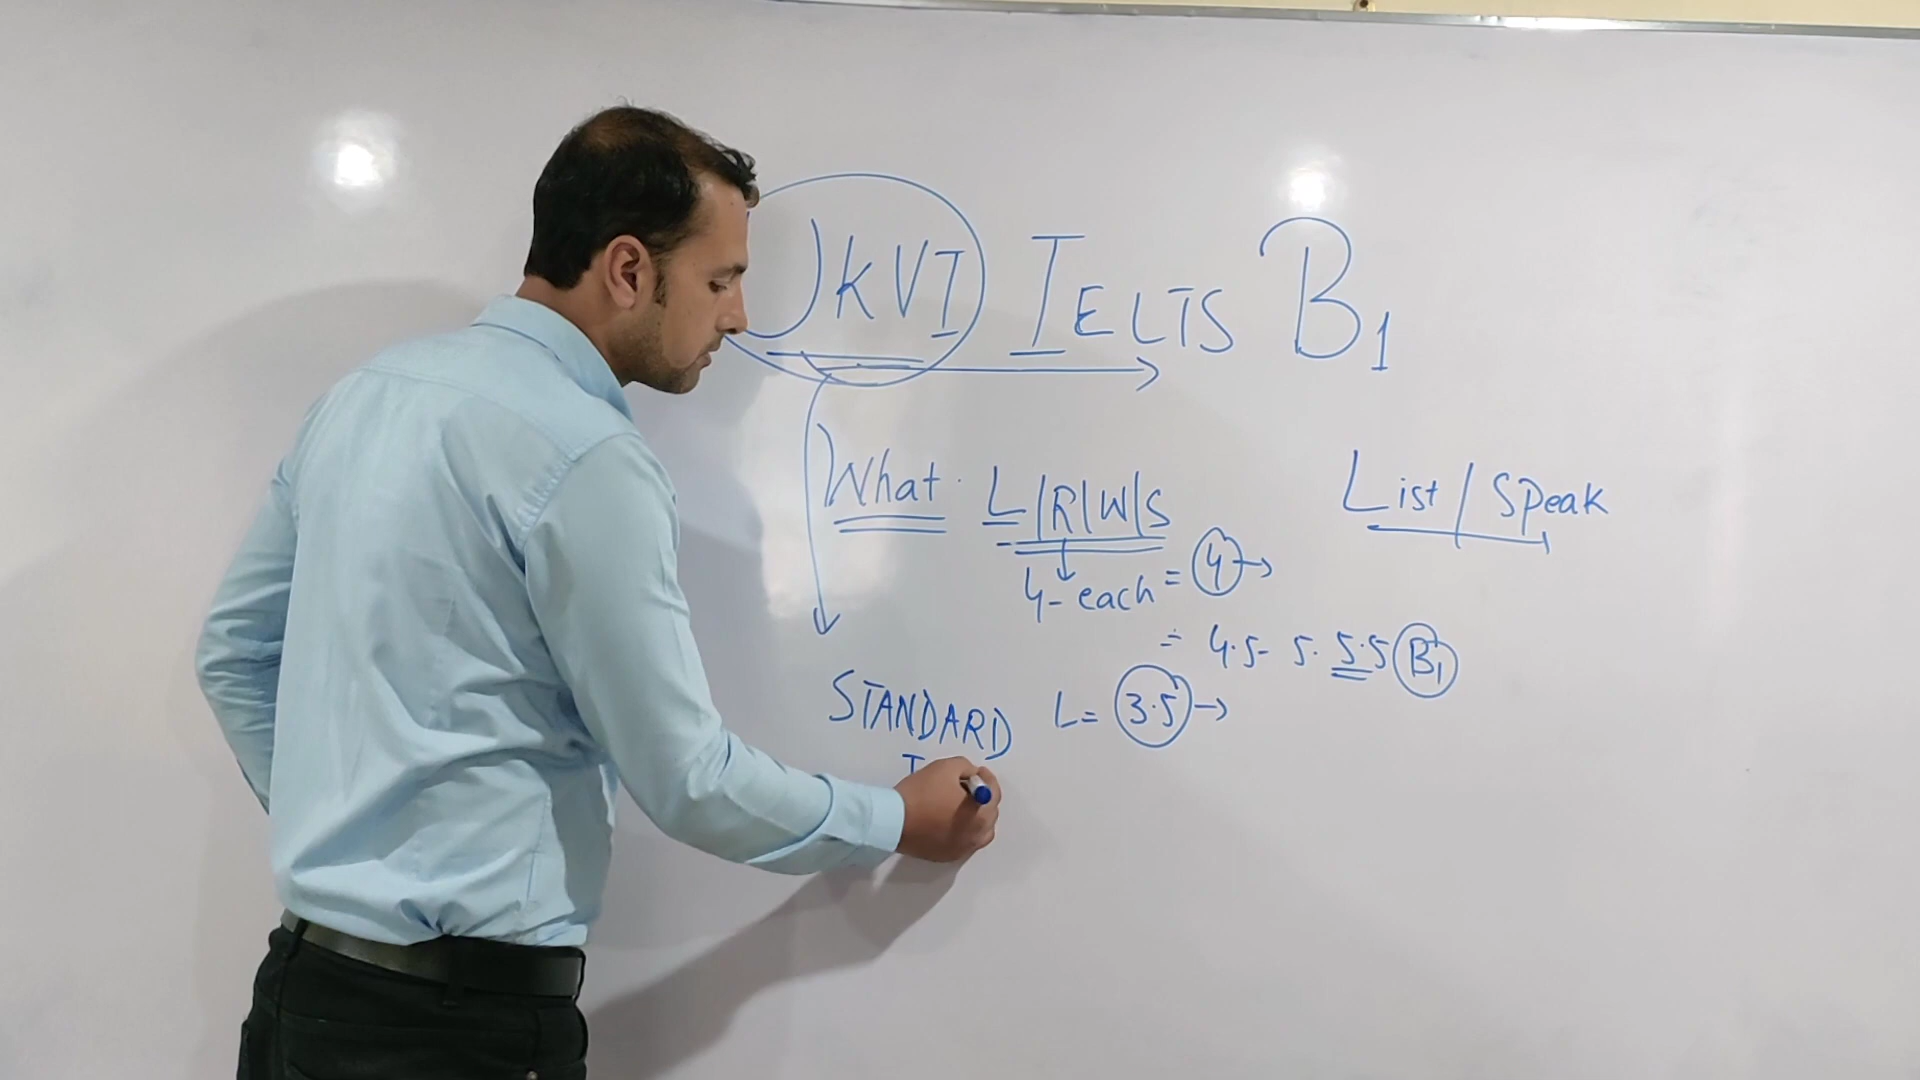 UKVI IELTS B1
What L/R/W/S
List / Speak
4- each = 4 →
= 4.5- 5. 5.5 B1
STANDARD L= 3.5 →
I